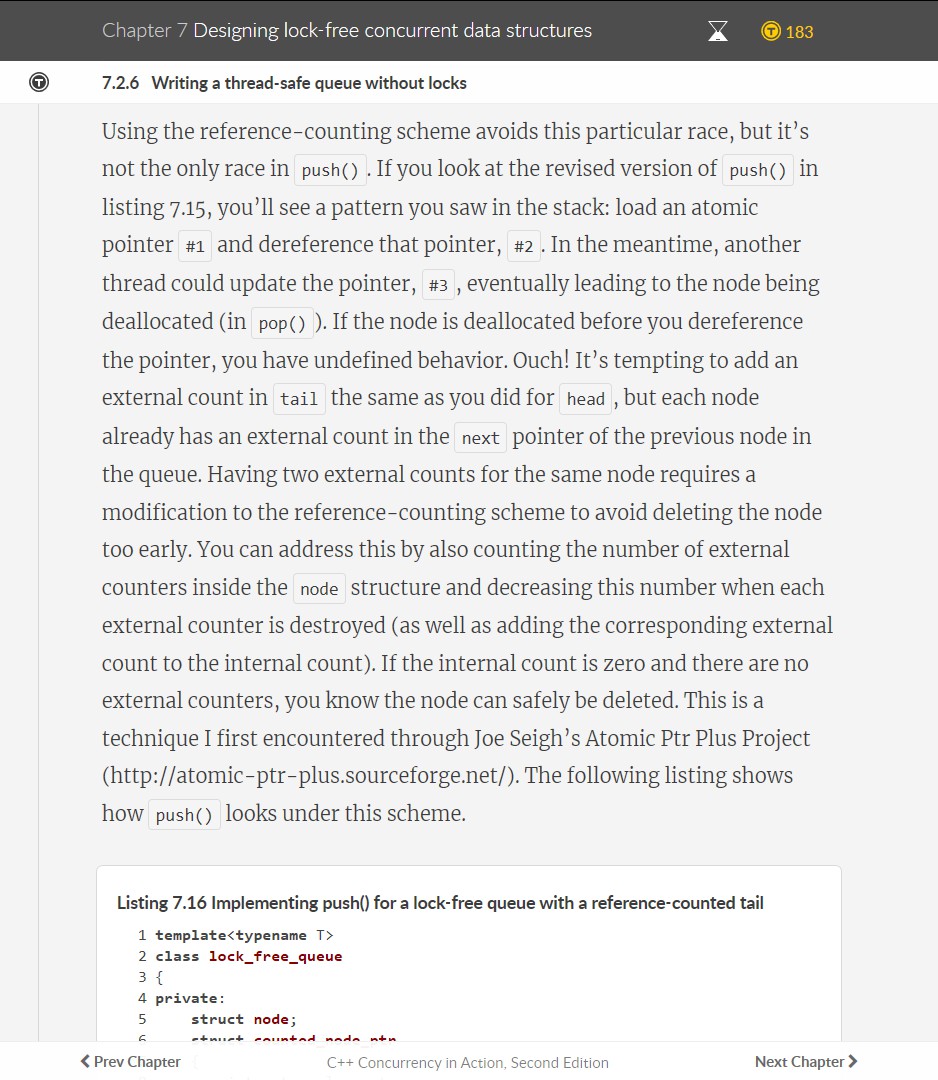 Chapter 7 Designing lock-free concurrent data structures
183
7.2.6 Writing a thread-safe queue without locks
Using the reference-counting scheme avoids this particular race, but it’s
not the only race in push() . If you look at the revised version of push() in
listing 7.15, you’ll see a pattern you saw in the stack: load an atomic
pointer #1 and dereference that pointer, #2 . In the meantime, another
thread could update the pointer, #3 , eventually leading to the node being
deallocated (in pop() ). If the node is deallocated before you dereference
the pointer, you have undefined behavior. Ouch! It’s tempting to add an
external count in tail the same as you did for head , but each node
already has an external count in the next pointer of the previous node in
the queue. Having two external counts for the same node requires a
modification to the reference-counting scheme to avoid deleting the node
too early. You can address this by also counting the number of external
counters inside the node structure and decreasing this number when each
external counter is destroyed (as well as adding the corresponding external
count to the internal count). If the internal count is zero and there are no
external counters, you know the node can safely be deleted. This is a
technique I first encountered through Joe Seigh’s Atomic Ptr Plus Project
(http://atomic-ptr-plus.sourceforge.net/). The following listing shows
how push() looks under this scheme.
Listing 7.16 Implementing push() for a lock-free queue with a reference-counted tail
1 template<typename T>
2 class lock_free_queue
3 {
4 private:
5 struct node;
6 struct counted_node_ptr
Prev Chapter
C++ Concurrency in Action, Second Edition
Next Chapter